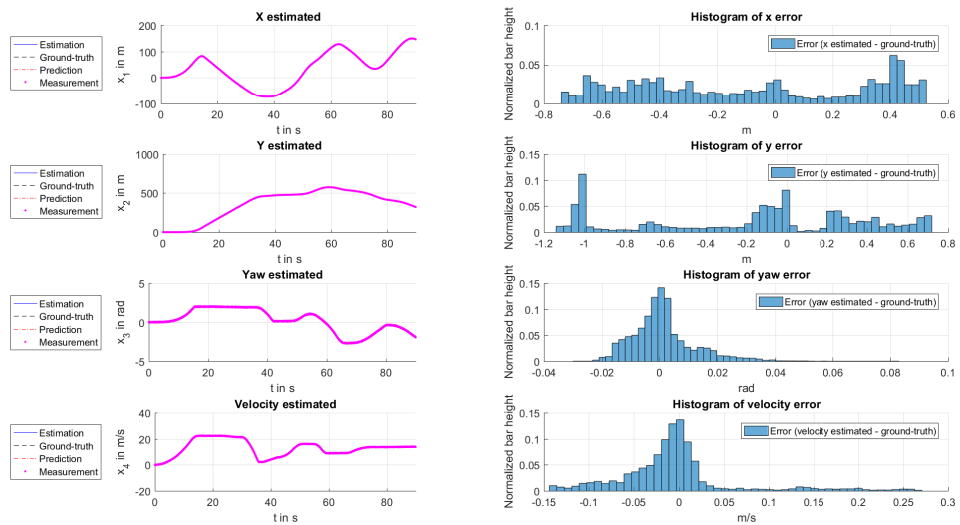 X estimated
Estimation
Ground-truth
Prediction
Measurement
x1 in m
200
100
0
-100
0 20 40 60 80
t in s
Histogram of x error
Normalized bar height
0.1
0.05
0
Error (x estimated - ground-truth)
-0.8 -0.6 -0.4 -0.2 0 0.2 0.4 0.6
m
Y estimated
Estimation
Ground-truth
Prediction
Measurement
x2 in m
1000
500
0
0 20 40 60 80
t in s
Histogram of y error
Normalized bar height
0.15
0.1
0.05
0
Error (y estimated - ground-truth)
-1.2 -1 -0.8 -0.6 -0.4 -0.2 0 0.2 0.4 0.6 0.8
m
Yaw estimated
Estimation
Ground-truth
Prediction
Measurement
x3 in rad
5
0
-5
0 20 40 60 80
t in s
Histogram of yaw error
Normalized bar height
0.15
0.1
0.05
0
Error (yaw estimated - ground-truth)
-0.04 -0.02 0 0.02 0.04 0.06 0.08 0.1
rad
Velocity estimated
Estimation
Ground-truth
Prediction
Measurement
x4 in m/s
40
20
0
-20
0 20 40 60 80
t in s
Histogram of velocity error
Normalized bar height
0.15
0.1
0.05
0
Error (velocity estimated - ground-truth)
-0.15 -0.1 -0.05 0 0.05 0.1 0.15 0.2 0.25 0.3
m/s